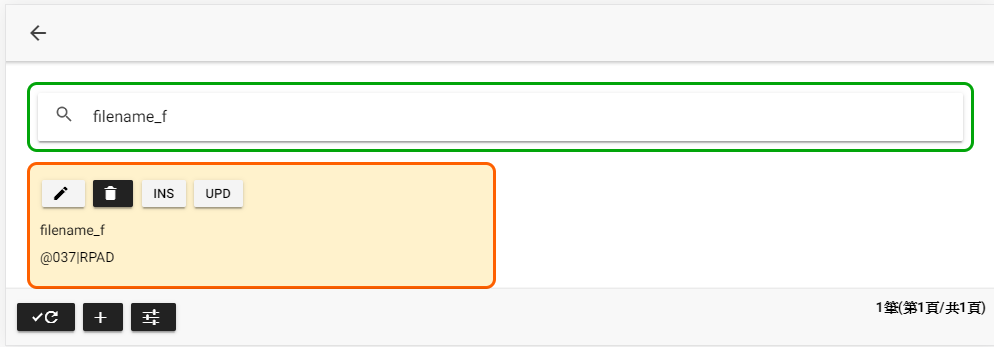 filename_f
INS UPD
filename_f
@037|RPAD
1筆(第1頁/共1頁)